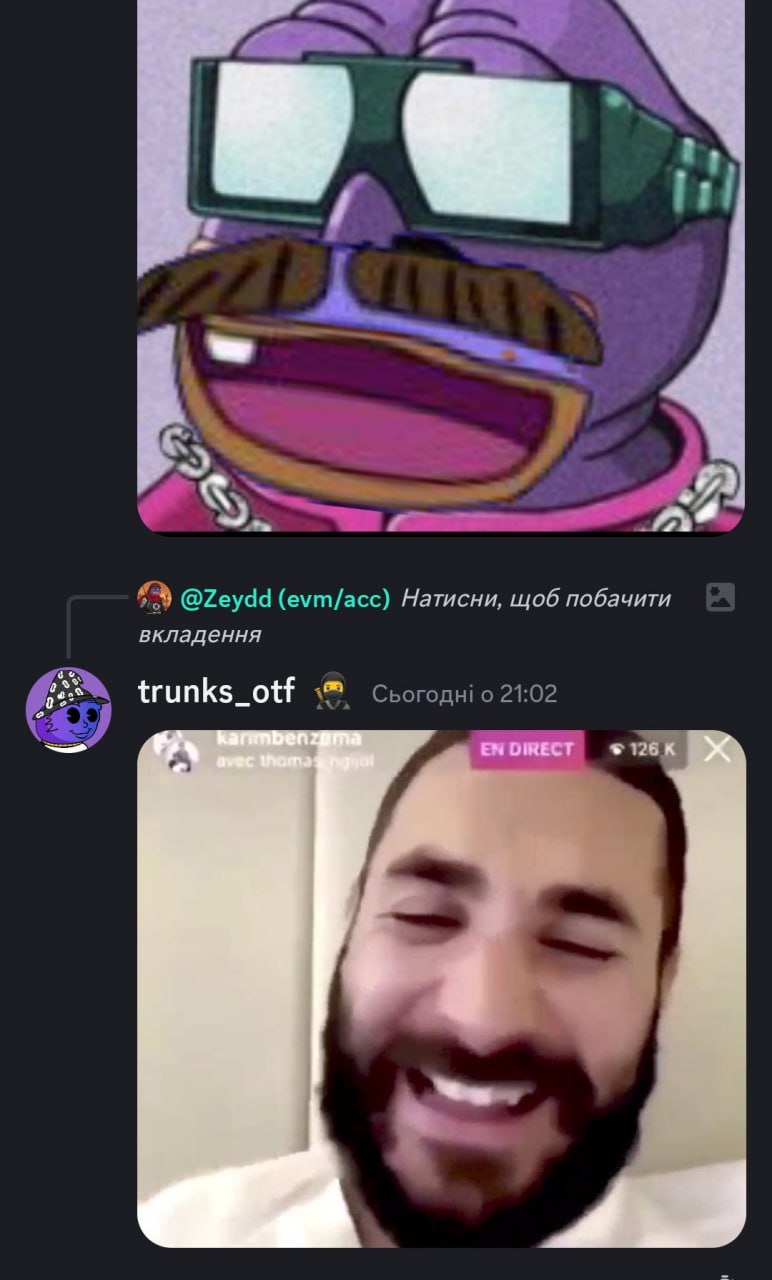 @Zeydd (evm/acc) Натисни, щоб побачити
вкладення
trunks_otf Сьогодні о 21:02
karimbenzema EN DIRECT 126 K
avec thomas_ngijol